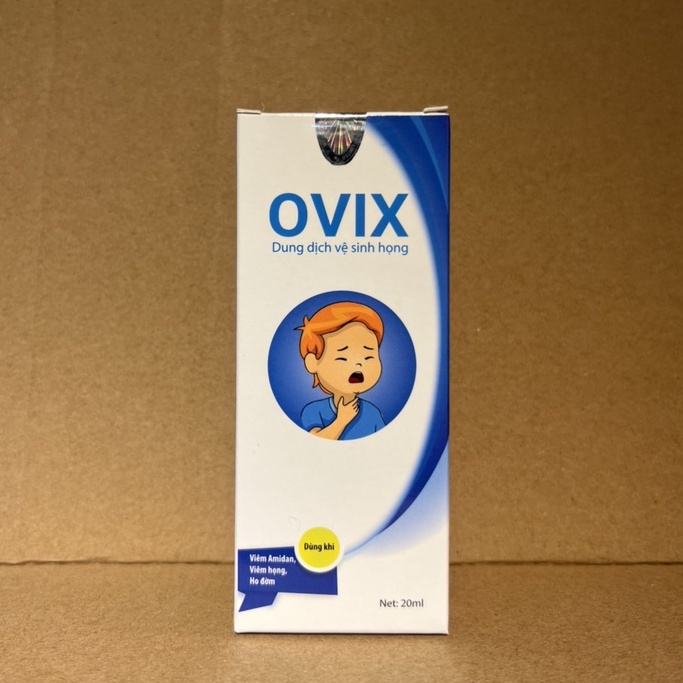 OVIX
Dung dịch vệ sinh họng
Dùng khi
Viêm Amidan,
Viêm họng,
Ho đờm
Net: 20ml